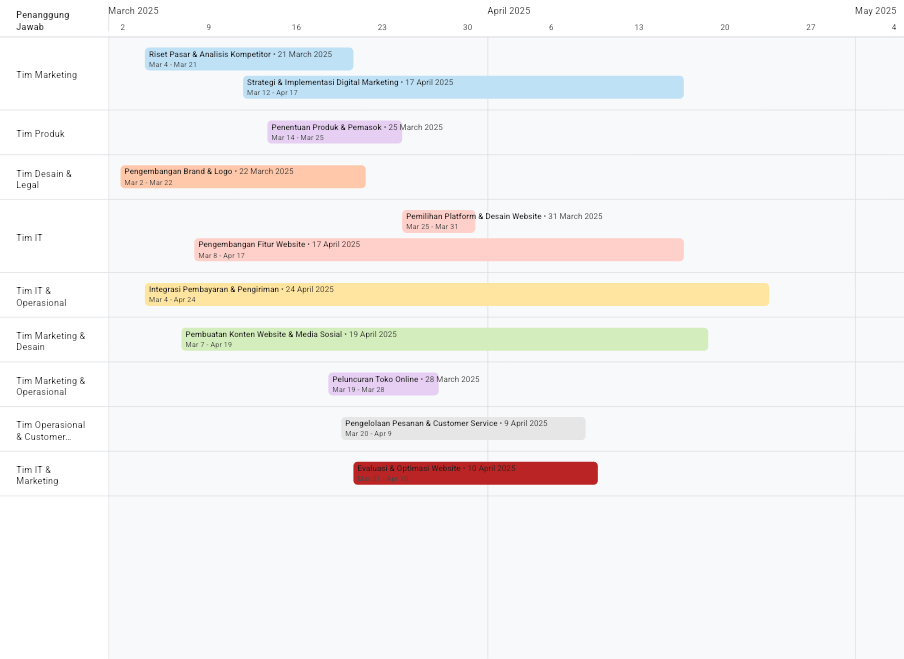 Penanggung
Jawab
March 2025
April 2025
May 2025
2 9 16 23 30 6 13 20 27 4
Tim Marketing
Riset Pasar & Analisis Kompetitor • 21 March 2025
Mar 4 - Mar 21
Strategi & Implementasi Digital Marketing • 17 April 2025
Mar 12 - Apr 17
Tim Produk
Penentuan Produk & Pemasok • 25 March 2025
Mar 14 - Mar 25
Tim Desain &
Legal
Pengembangan Brand & Logo • 22 March 2025
Mar 2 - Mar 22
Tim IT
Pemilihan Platform & Desain Website • 31 March 2025
Mar 25 - Mar 31
Pengembangan Fitur Website • 17 April 2025
Mar 8 - Apr 17
Tim IT &
Operasional
Integrasi Pembayaran & Pengiriman • 24 April 2025
Mar 4 - Apr 24
Tim Marketing &
Desain
Pembuatan Konten Website & Media Sosial • 19 April 2025
Mar 7 - Apr 19
Tim Marketing &
Operasional
Peluncuran Toko Online • 28 March 2025
Mar 19 - Mar 28
Tim Operasional
& Customer...
Pengelolaan Pesanan & Customer Service • 9 April 2025
Mar 20 - Apr 9
Tim IT &
Marketing
Evaluasi & Optimasi Website • 10 April 2025